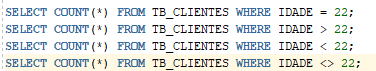 SELECT COUNT(*) FROM TB_CLIENTES WHERE IDADE = 22;
SELECT COUNT(*) FROM TB_CLIENTES WHERE IDADE > 22;
SELECT COUNT(*) FROM TB_CLIENTES WHERE IDADE < 22;
SELECT COUNT(*) FROM TB_CLIENTES WHERE IDADE <> 22;